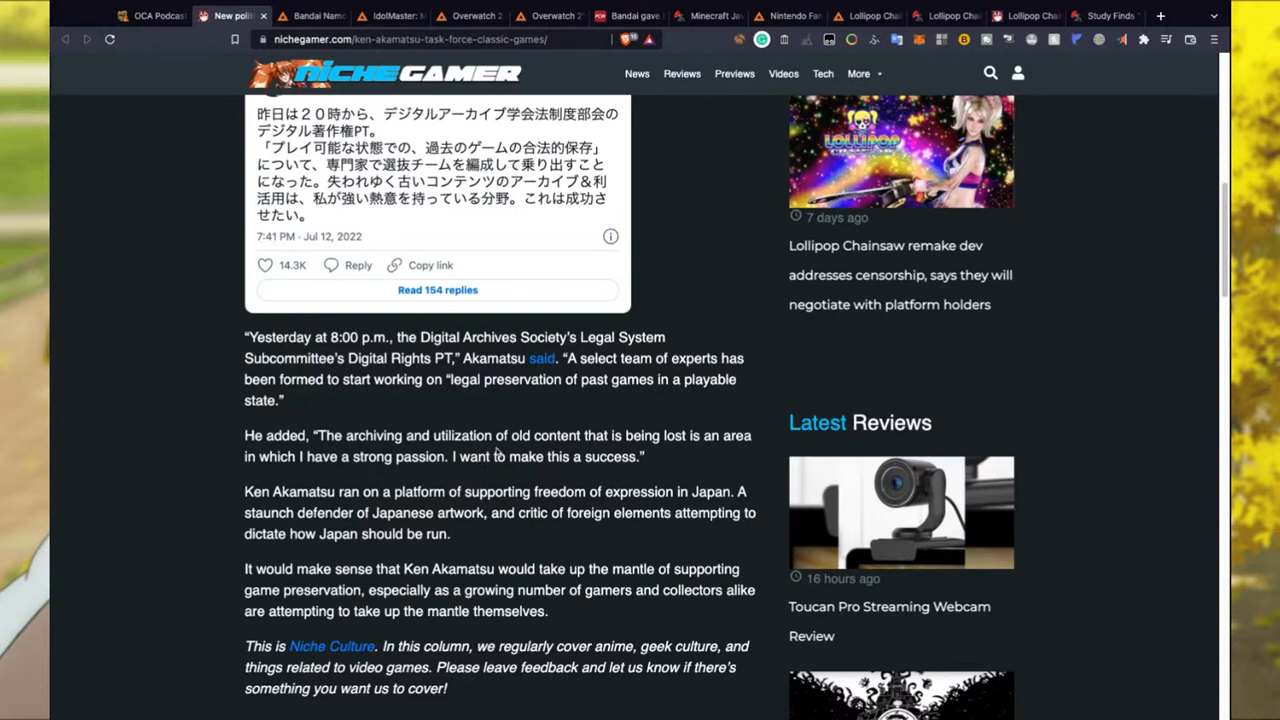 OCA Podcast
New polit
Bandai Namc
IdolMaster: M
Overwatch 2
Overwatch 2'
Bandai gave
Minecraft Jav
Nintendo Fan
Lollipop Chai
Lollipop Chai
Lollipop Chai
Study Finds "
nichegamer.com/ken-akamatsu-task-force-classic-games/
NICHEGAMER
News
Reviews
Previews
Videos
Tech
More
昨日は２０時から、デジタルアーカイブ学会法制度部会の
デジタル著作権PT。
「プレイ可能な状態での、過去のゲームの合法的保存」
について、専門家で選抜チームを編成して乗り出すこと
になった。失われゆく古いコンテンツのアーカイブ＆利
活用は、私が強い熱意を持っている分野。これは成功さ
せたい。
7:41 PM · Jul 12, 2022
14.3K
Reply
Copy link
Read 154 replies
“Yesterday at 8:00 p.m., the Digital Archives Society’s Legal System
Subcommittee’s Digital Rights PT,” Akamatsu said. “A select team of experts has
been formed to start working on “legal preservation of past games in a playable
state.”
He added, “The archiving and utilization of old content that is being lost is an area
in which I have a strong passion. I want to make this a success.”
Ken Akamatsu ran on a platform of supporting freedom of expression in Japan. A
staunch defender of Japanese artwork, and critic of foreign elements attempting to
dictate how Japan should be run.
It would make sense that Ken Akamatsu would take up the mantle of supporting
game preservation, especially as a growing number of gamers and collectors alike
are attempting to take up the mantle themselves.
This is Niche Culture. In this column, we regularly cover anime, geek culture, and
things related to video games. Please leave feedback and let us know if there’s
something you want us to cover!
LOLLIPOP
7 days ago
Lollipop Chainsaw remake dev
addresses censorship, says they will
negotiate with platform holders
Latest Reviews
16 hours ago
Toucan Pro Streaming Webcam
Review